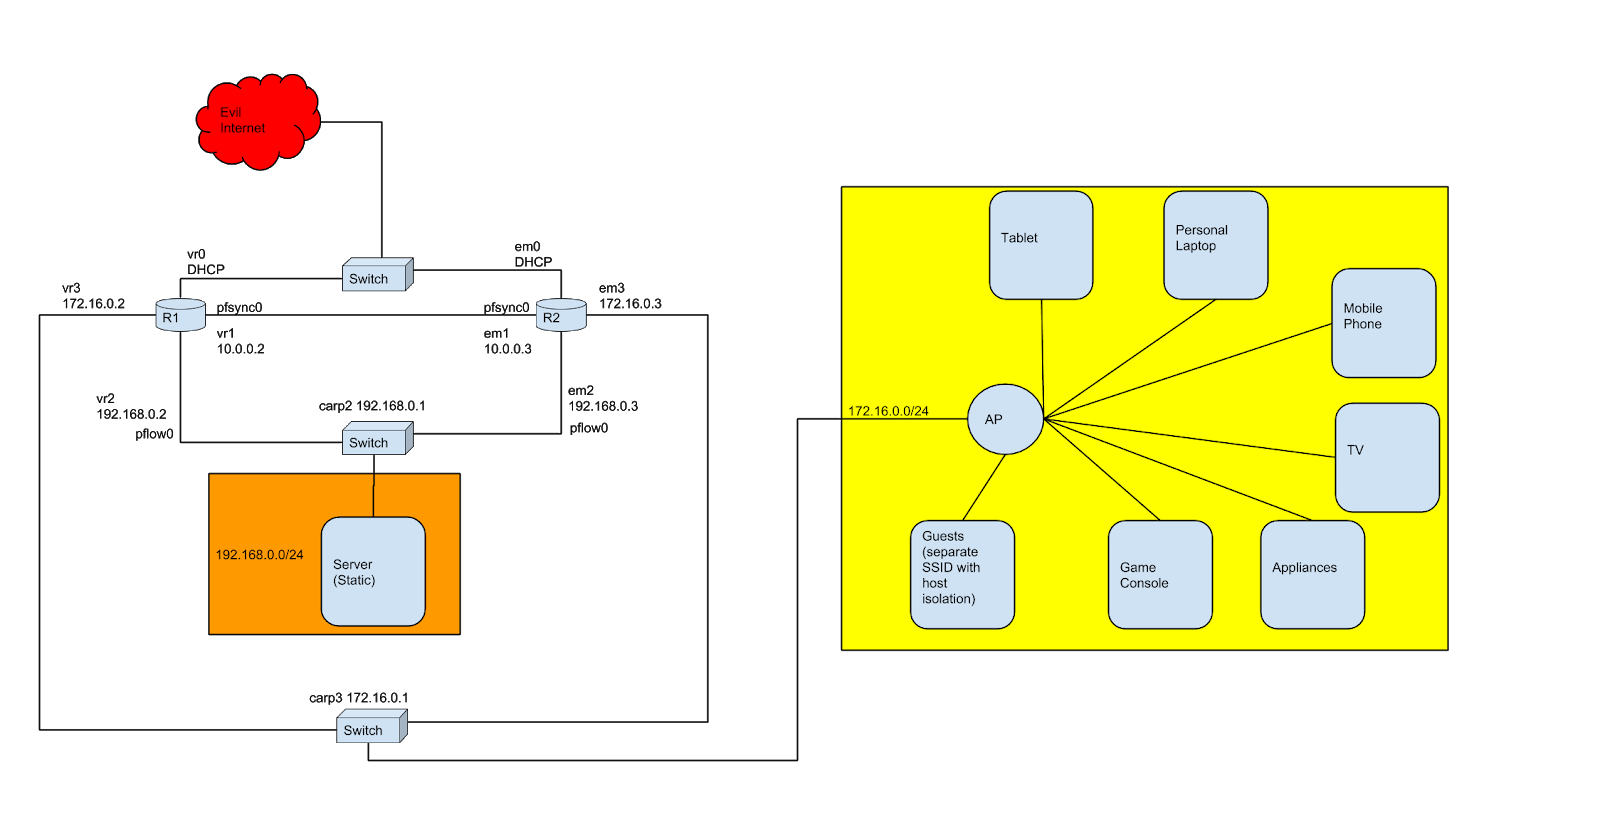 Evil
Internet
vr0
DHCP
em0
DHCP
Switch
vr3
172.16.0.2
R1
pfsync0
pfsync0
R2
em3
172.16.0.3
vr1
10.0.0.2
em1
10.0.0.3
vr2
192.168.0.2
pflow0
carp2 192.168.0.1
Switch
em2
192.168.0.3
pflow0
192.168.0.0/24
Server
(Static)
carp3 172.16.0.1
Switch
172.16.0.0/24
AP
Tablet
Personal
Laptop
Mobile
Phone
TV
Guests
(separate
SSID with
host
isolation)
Game
Console
Appliances